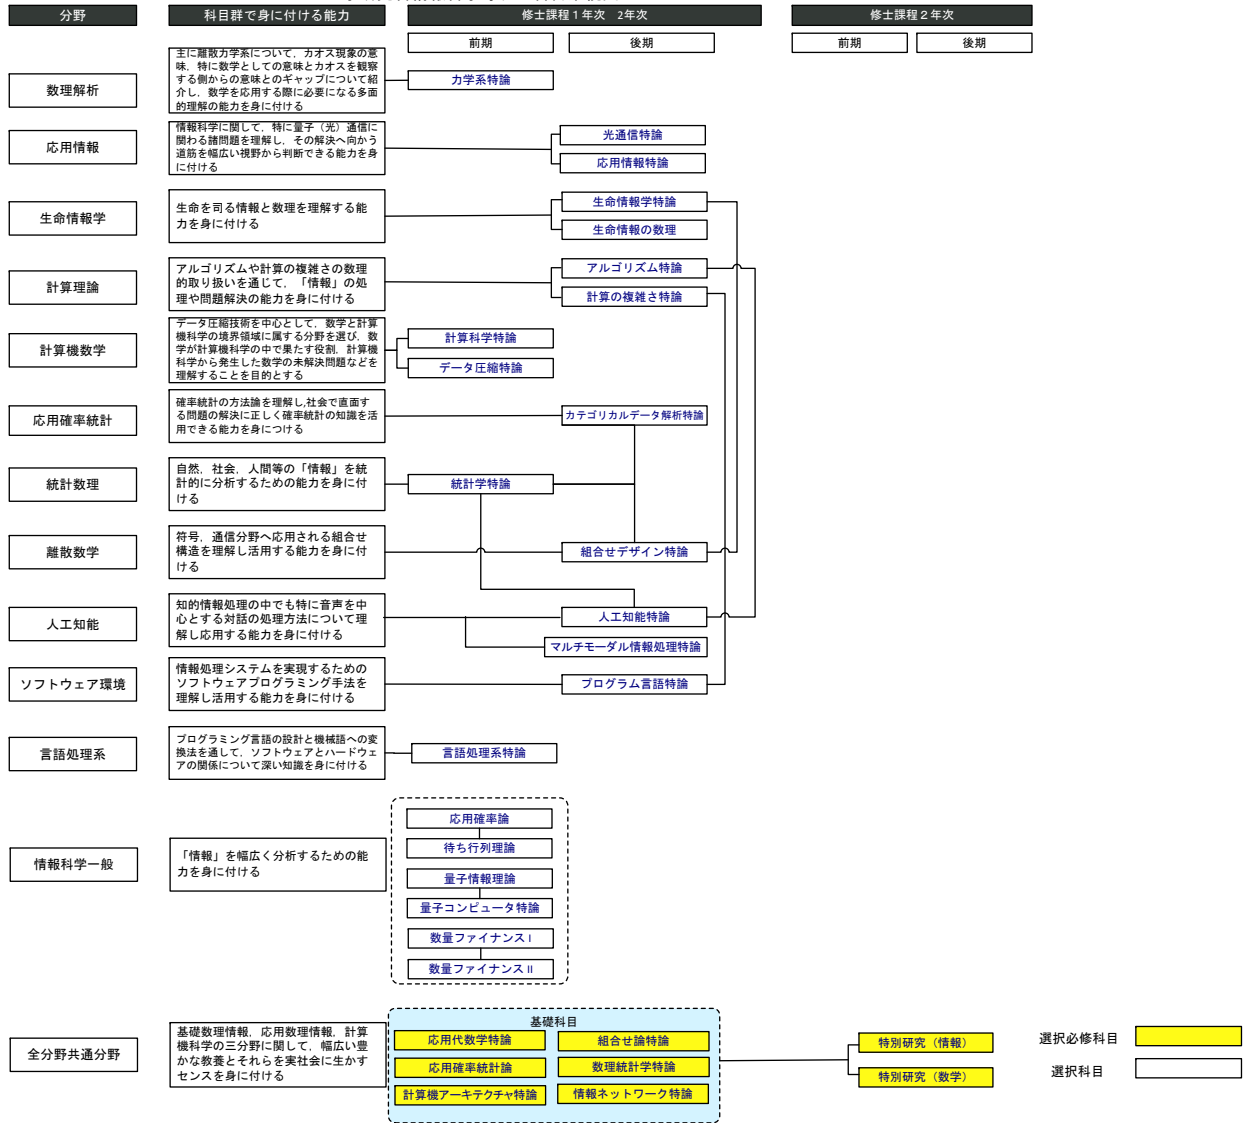 分野
科目群で身に付ける能力
修士課程１年次　2年次
修士課程２年次
前期
後期
前期
後期
数理解析
主に離散力学系について，カオス現象の意
味，特に数学としての意味とカオスを観察
する側からの意味とのギャップについて紹
介し，数学を応用する際に必要になる多面
的理解の能力を身に付ける
力学系特論
応用情報
情報科学に関して，特に量子（光）通信に
関わる諸問題を理解し，その解決へ向かう
道筋を幅広い視野から判断できる能力を身
に付ける
光通信特論
応用情報特論
生命情報学
生命を司る情報と数理を理解する能
力を身に付ける
生命情報学特論
生命情報の数理
計算理論
アルゴリズムや計算の複雑さの数理
的取り扱いを通じて，「情報」の処
理や問題解決の能力を身に付ける
アルゴリズム特論
計算の複雑さ特論
計算機数学
データ圧縮技術を中心として，数学と計算
機科学の境界領域に属する分野を選び，数
学が計算機科学の中で果たす役割，計算機
科学から発生した数学の未解決問題などを
理解することを目的とする
計算科学特論
データ圧縮特論
応用確率統計
確率統計の方法論を理解し,社会で直面す
る問題の解決に正しく確率統計の知識を活
用できる能力を身につける
カテゴリカルデータ解析特論
統計数理
自然，社会，人間等の「情報」を統
計的に分析するための能力を身に付
ける
統計学特論
離散数学
符号，通信分野へ応用される組合せ
構造を理解し活用する能力を身に付
ける
組合せデザイン特論
人工知能
知的情報処理の中でも特に音声を中
心とする対話の処理方法について理
解し応用する能力を身に付ける
人工知能特論
マルチモーダル情報処理特論
ソフトウェア環境
情報処理システムを実現するための
ソフトウェアプログラミング手法を
理解し活用する能力を身に付ける
プログラム言語特論
言語処理系
プログラミング言語の設計と機械語への変
換法を通して，ソフトウェアとハードウェ
アの関係について深い知識を身に付ける
言語処理系特論
情報科学一般
「情報」を幅広く分析するための能
力を身に付ける
応用確率論
待ち行列理論
量子情報理論
量子コンピュータ特論
数量ファイナンスⅠ
数量ファイナンスⅡ
全分野共通分野
基礎数理情報，応用数理情報，計算
機科学の三分野に関して，幅広い豊
かな教養とそれらを実社会に生かす
センスを身に付ける
基礎科目
応用代数学特論
組合せ論特論
応用確率統計論
数理統計学特論
計算機アーキテクチャ特論
情報ネットワーク特論
特別研究（情報）
特別研究（数学）
選択必修科目
選択科目